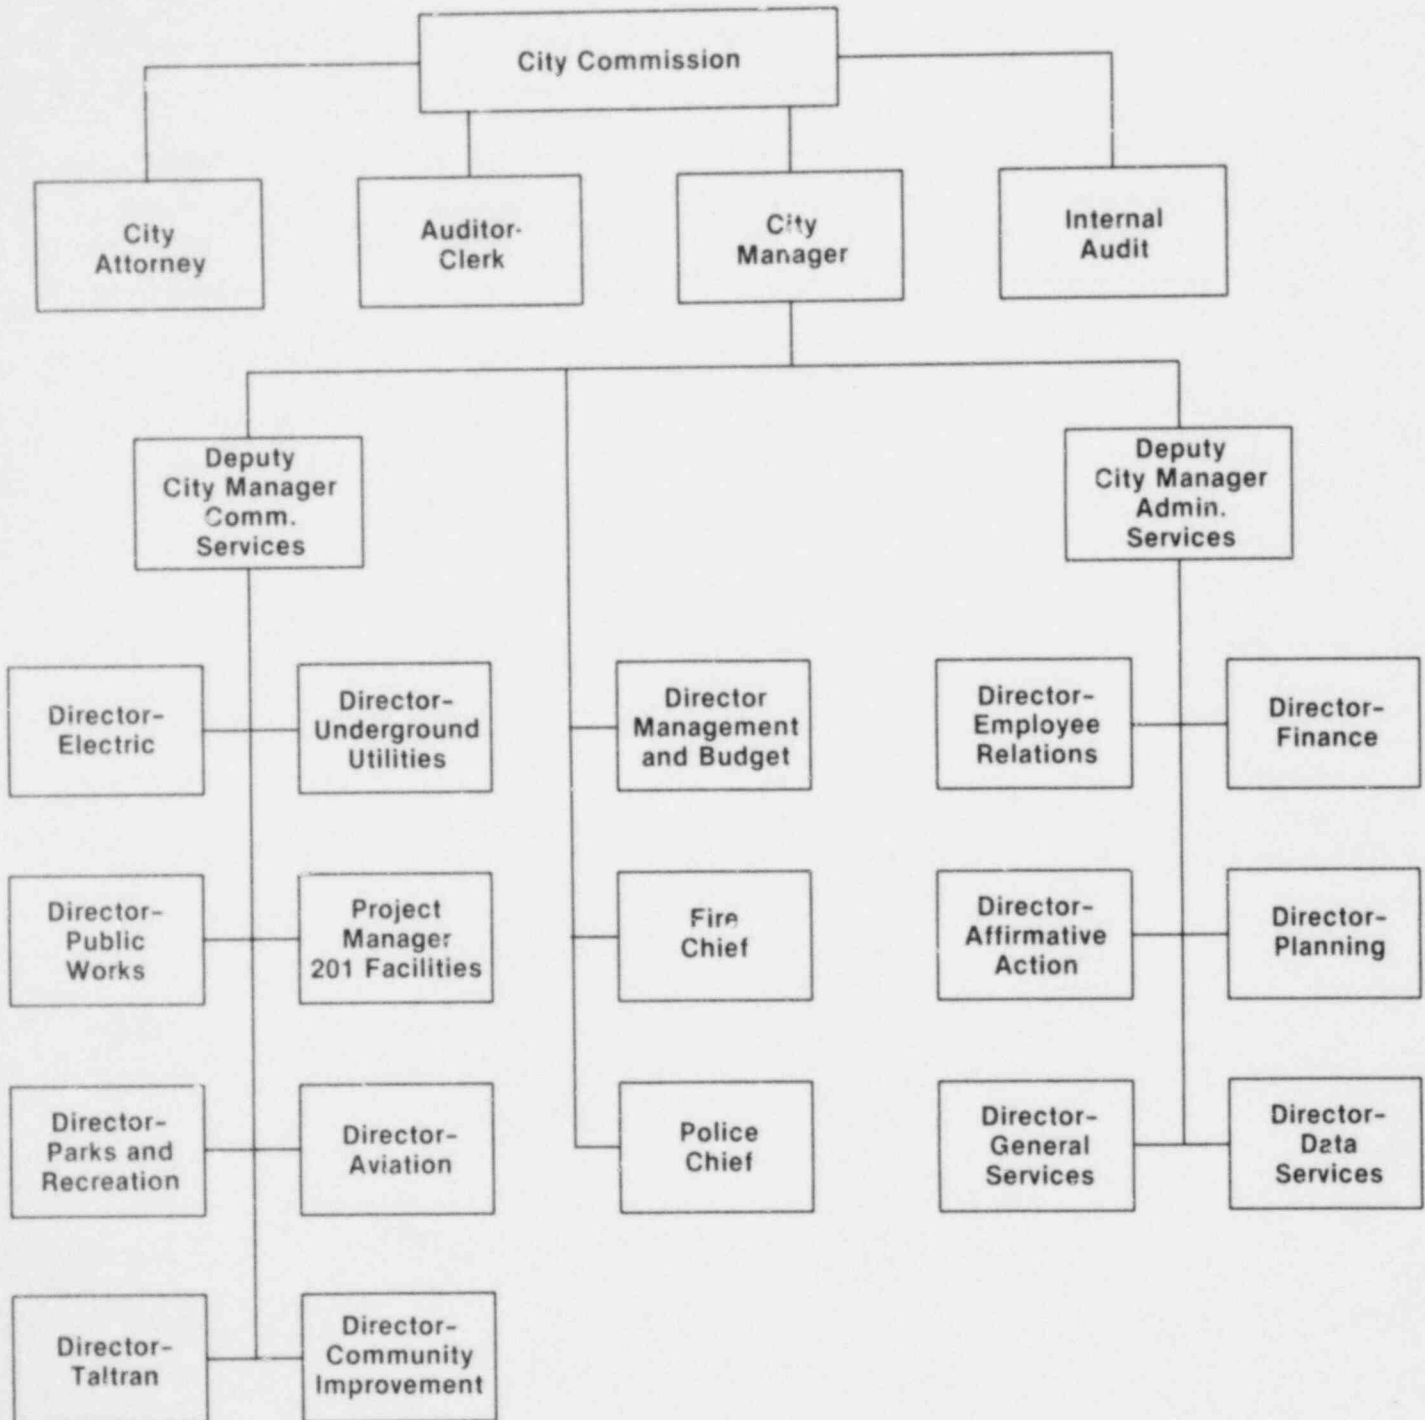 City Commission
City
Attorney
Auditor-
Clerk
City
Manager
Internal
Audit
Deputy
City Manager
Comm.
Services
Deputy
City Manager
Admin.
Services
Director-
Electric
Director-
Underground
Utilities
Director
Management
and Budget
Director-
Employee
Relations
Director-
Finance
Director-
Public
Works
Project
Manager
201 Facilities
Fire
Chief
Director-
Affirmative
Action
Director-
Planning
Director-
Parks and
Recreation
Director-
Aviation
Police
Chief
Director-
General
Services
Director-
Data
Services
Director-
Taltran
Director-
Community
Improvement